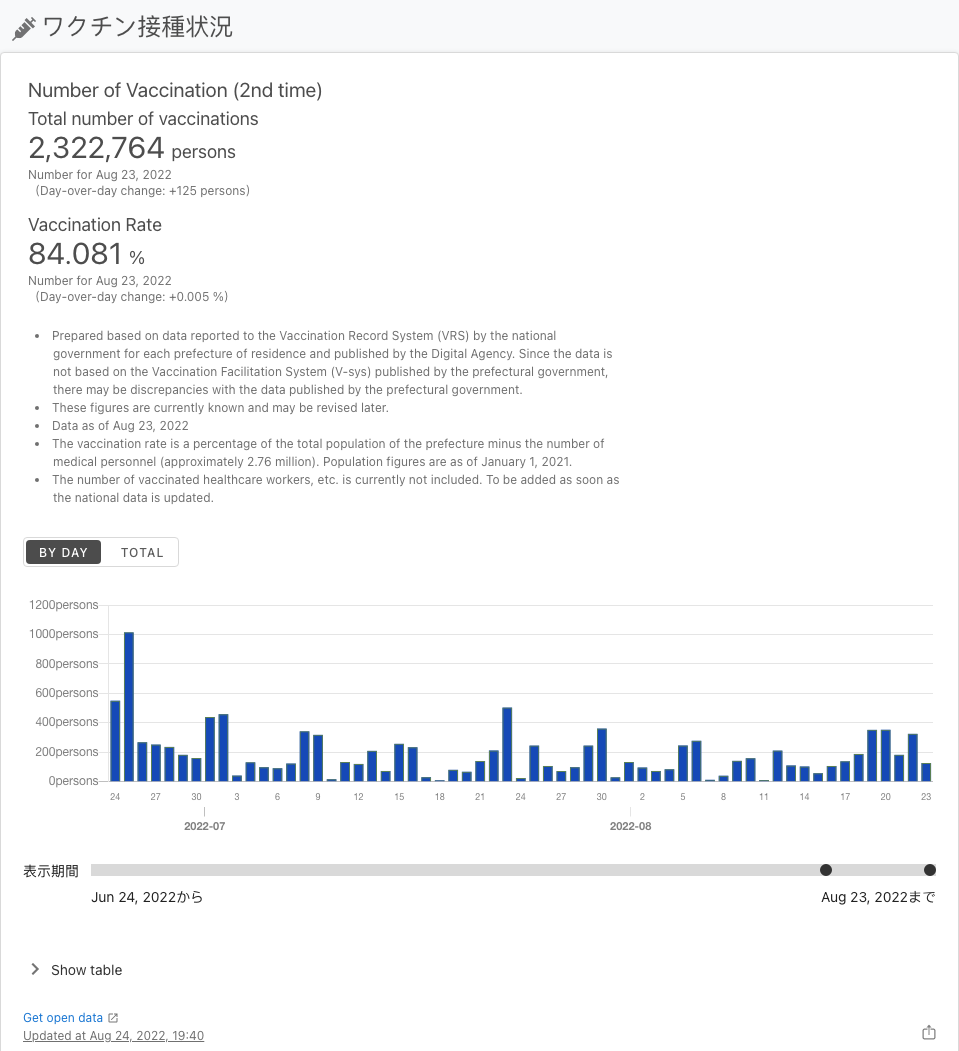 ワクチン接種状況
Number of Vaccination (2nd time)
Total number of vaccinations
2,322,764 persons
Number for Aug 23, 2022
(Day-over-day change: +125 persons)
Vaccination Rate
84.081 %
Number for Aug 23, 2022
(Day-over-day change: +0.005 %)
• Prepared based on data reported to the Vaccination Record System (VRS) by the national
government for each prefecture of residence and published by the Digital Agency. Since the data is
not based on the Vaccination Facilitation System (V-sys) published by the prefectural government,
there may be discrepancies with the data published by the prefectural government.
• These figures are currently known and may be revised later.
• Data as of Aug 23, 2022
• The vaccination rate is a percentage of the total population of the prefecture minus the number of
medical personnel (approximately 2.76 million). Population figures are as of January 1, 2021.
• The number of vaccinated healthcare workers, etc. is currently not included. To be added as soon as
the national data is updated.
BY DAY TOTAL
1200persons
1000persons
800persons
600persons
400persons
200persons
0persons
24 27 30 3 6 9 12 15 18 21 24 27 30 2 5 8 11 14 17 20 23
2022-07 2022-08
表示期間
Jun 24, 2022から Aug 23, 2022まで
Show table
Get open data
Updated at Aug 24, 2022, 19:40